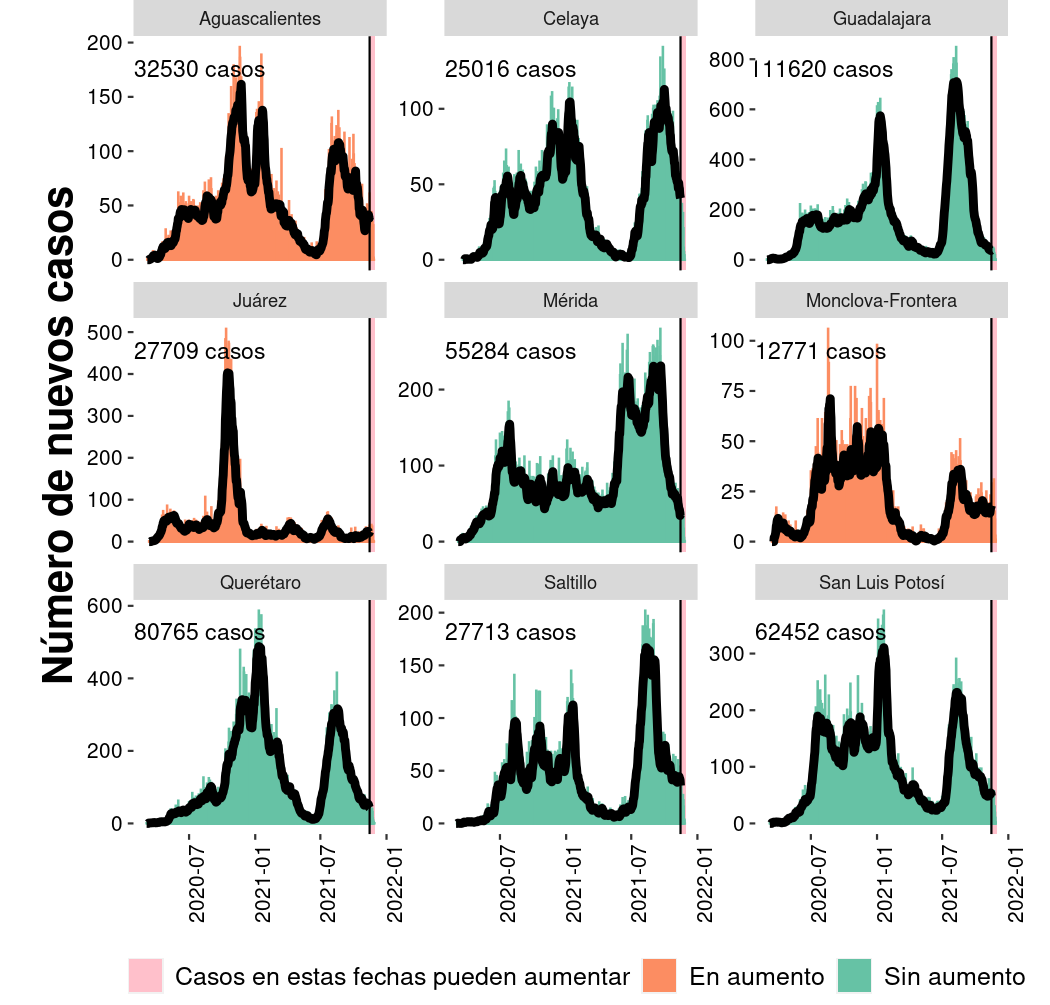 Número de nuevos casos
Aguascalientes
Celaya
Guadalajara
200
150
100
50
0
32530 casos
100
50
0
25016 casos
800
600
400
200
0
111620 casos
Juárez
Mérida
Monclova-Frontera
500
400
300
200
100
0
27709 casos
200
100
0
55284 casos
100
75
50
25
0
12771 casos
Querétaro
Saltillo
San Luis Potosí
600
400
200
0
80765 casos
200
150
100
50
0
27713 casos
300
200
100
0
62452 casos
2020-07
2021-01
2021-07
2022-01
2020-07
2021-01
2021-07
2022-01
2020-07
2021-01
2021-07
2022-01
Casos en estas fechas pueden aumentar
En aumento
Sin aumento